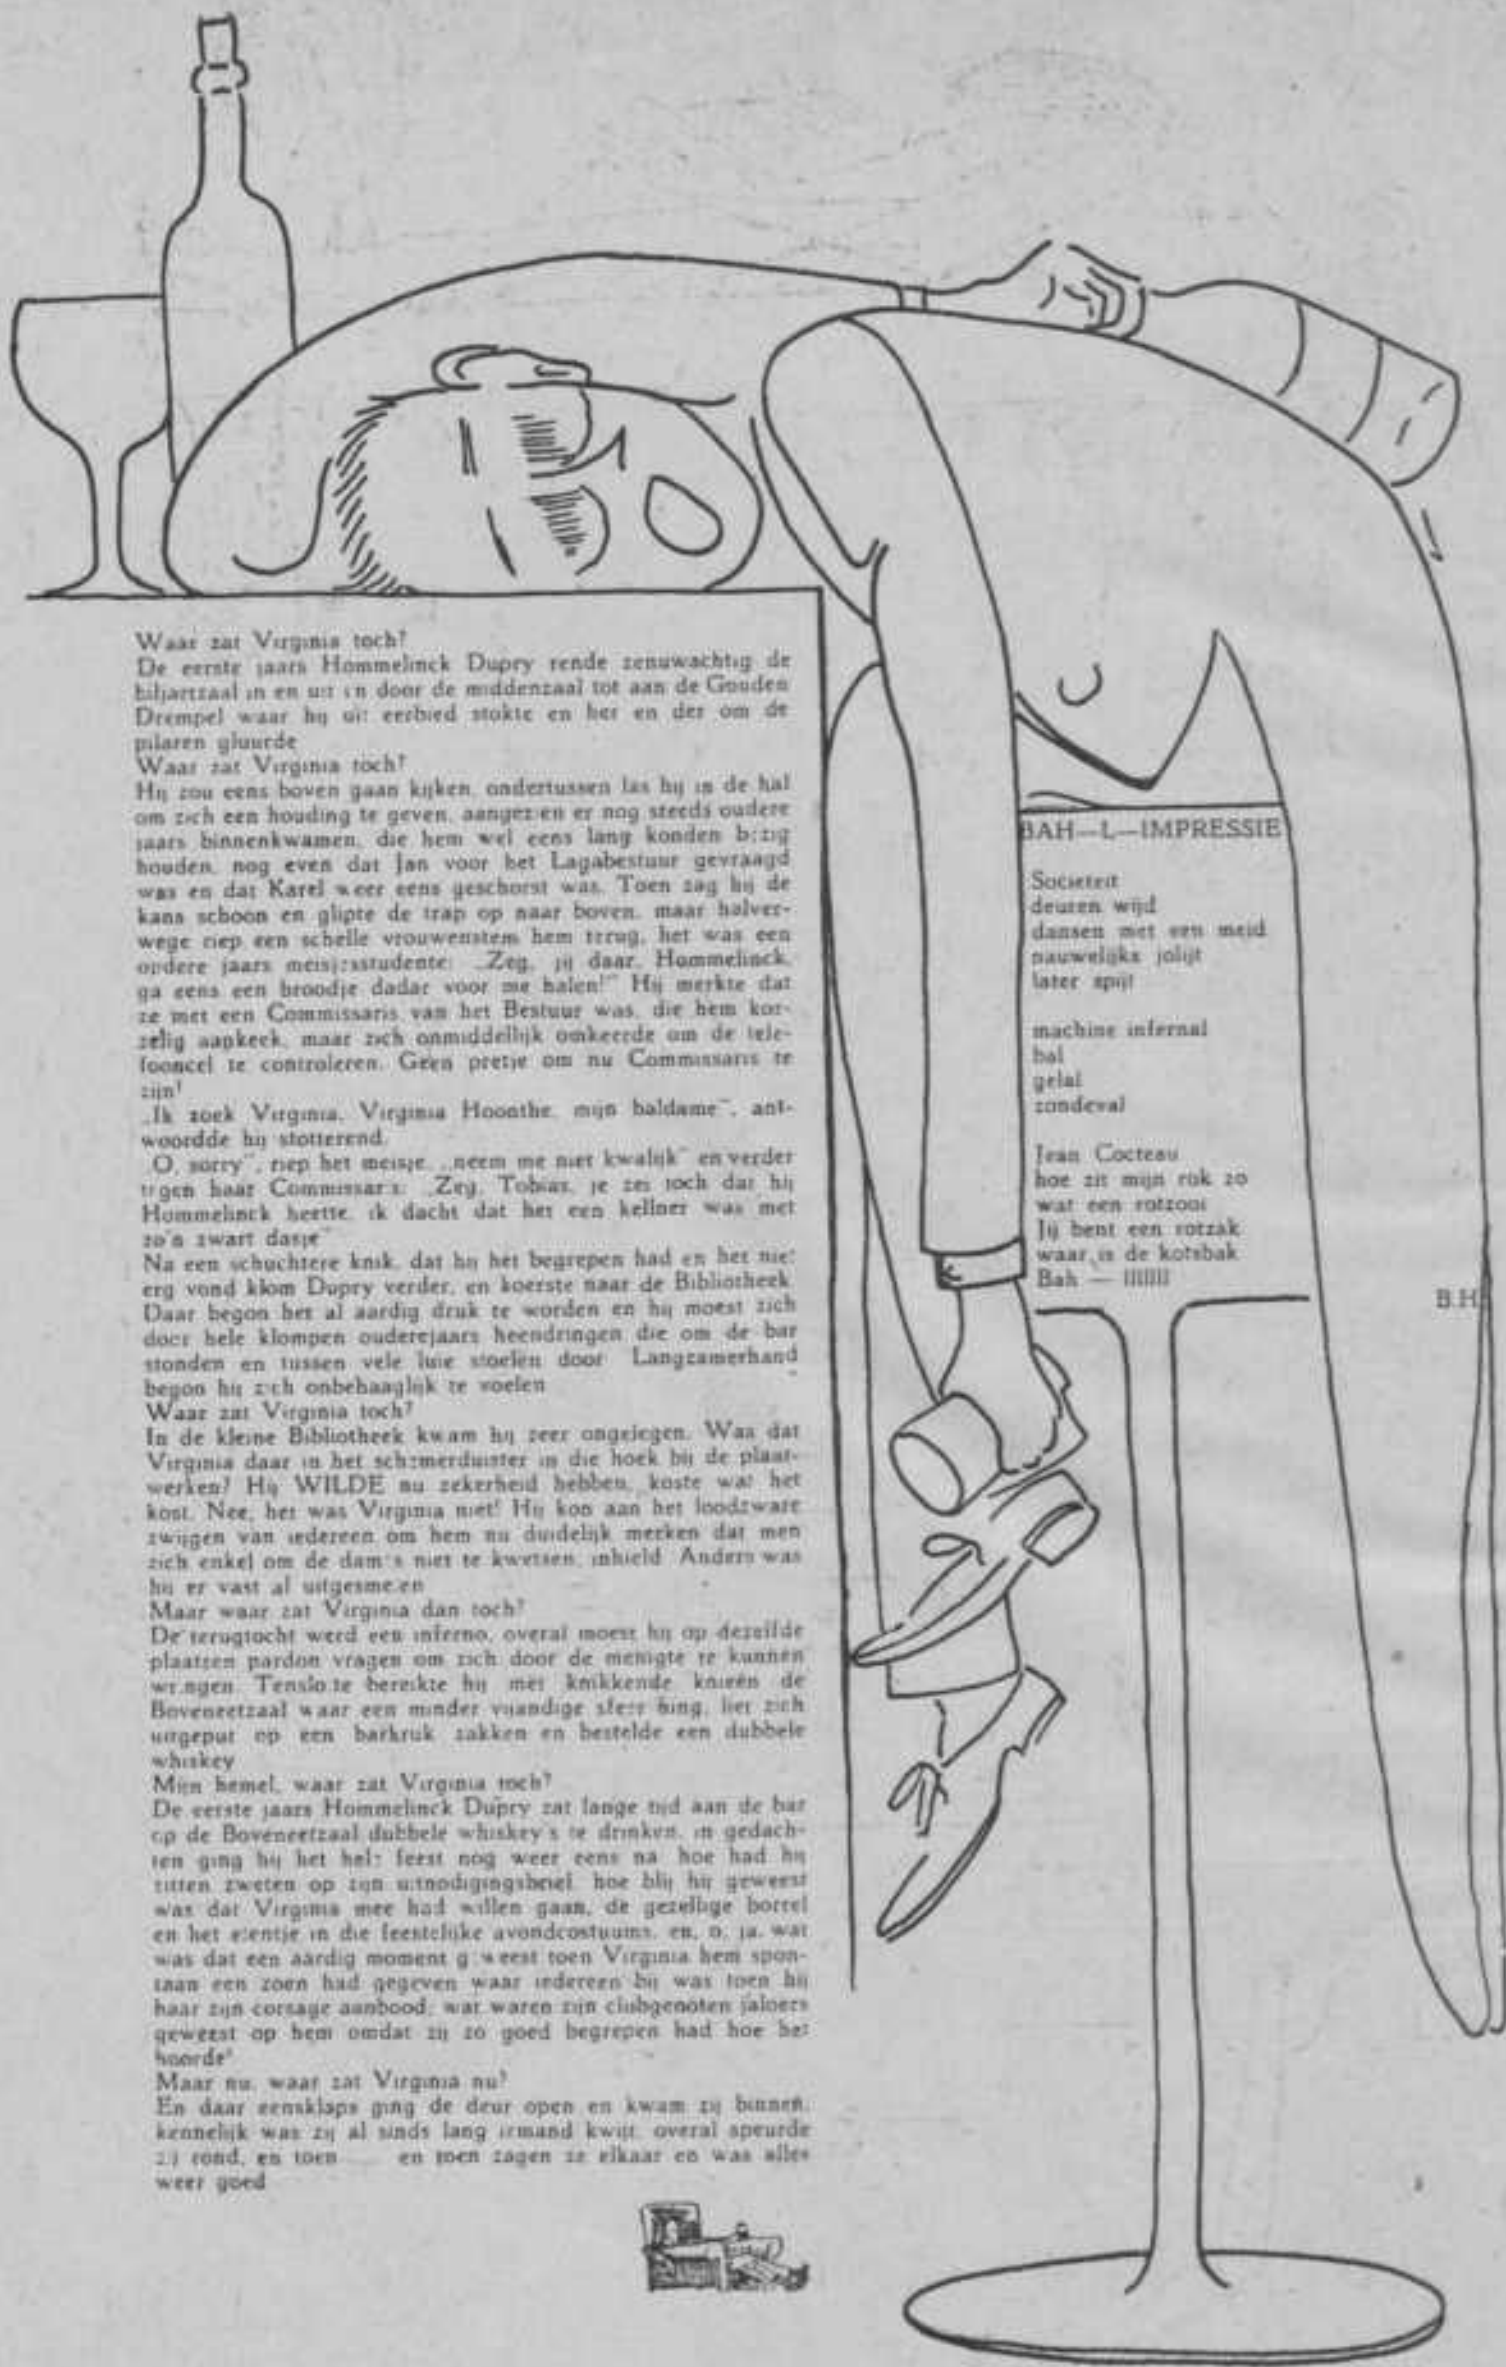 Waar zat Virginia toch?
De eerste jaars Hommelinck Dupry rende zenuwachtig de
biljartzaal in en uit en door de middenzaal tot aan de Gouden
Drempel waar hij uit eerbied stokte en her en der om de
pilaren gluurde
Waar zat Virginia toch?
Hij zou eens boven gaan kijken, ondertussen las hij in de hal
om zich een houding te geven, aangezien er nog steeds oudere
jaars binnenkwamen, die hem wel eens lang konden bezig
houden, nog even dat Jan voor het Lagabestuur gevraagd
was en dat Karel weer eens geschorst was. Toen zag hij de
kans schoon en glipte de trap op naar boven, maar halver-
wege riep een schelle vrouwenstem hem terug, het was een
oudere jaars meisjesstudente: „Zeg, jij daar, Hommelinck,
ga eens een broodje dadar voor me halen!" Hij merkte dat
ze met een Commissaris van het Bestuur was, die hem kor-
zelig aankeek, maar zich onmiddellijk omkeerde om de tele-
fooncel te controleren. Geen pretje om nu Commissaris te
zijn!
„Ik zoek Virginia, Virginia Hoonthe, mijn baldame", ant-
woordde hij stotterend.
„O, sorry", riep het meisje, „neem me niet kwalijk" en verder
tegen haar Commissaris: „Zeg, Tobias, je zei toch dat hij
Hommelinck heette, ik dacht dat het een kellner was met
zo'n zwart dasje"
Na een schuchtere knik, dat hij het begrepen had en het niet
erg vond klom Dupry verder, en koerste naar de Bibliotheek.
Daar begon het al aardig druk te worden en hij moest zich
door hele klompen ouderejaars heendringen die om de bar
stonden en tussen vele luie stoelen door Langzamerhand
begon hij zich onbehaaglijk te voelen
Waar zat Virginia toch?
In de kleine Bibliotheek kwam hij zeer ongelegen. Was dat
Virginia daar in het schemerduister in die hoek bij de plaat-
werken? Hij WILDE nu zekerheid hebben, koste wat het
kost. Nee, het was Virginia niet! Hij kon aan het loodzware
zwijgen van iedereen om hem nu duidelijk merken dat men
zich enkel om de dames niet te kwetsen, inhield Anders was
hij er vast al uitgesmeten
Maar waar zat Virginia dan toch?
De terugtocht werd een inferno, overal moest hij op dezelfde
plaatsen pardon vragen om zich door de menigte te kunnen
wringen. Tenslotte bereikte hij met knikkende knieën de
Boveneetzaal waar een minder vijandige sfeer hing, liet zich
uitgeput op een barkruk zakken en bestelde een dubbele
whiskey
Mijn hemel, waar zat Virginia toch?
De eerste jaars Hommelinck Dupry zat lange tijd aan de bar
op de Boveneetzaal dubbele whiskey's te drinken, in gedach-
ten ging hij het hele feest nog weer eens na hoe had hij
zitten zweten op zijn uitnodigingsbrief, hoe blij hij geweest
was dat Virginia mee had willen gaan, de gezellige borrel
en het etentje in die feestelijke avondcostuums, en, o, ja, wat
was dat een aardig moment geweest toen Virginia hem spon-
taan een zoen had gegeven waar iedereen bij was toen hij
haar zijn corsage aanbood; wat waren zijn clubgenoten jaloers
geweest op hem omdat zij zo goed begrepen had hoe het
hoorde!
Maar nu, waar zat Virginia nu?
En daar eensklaps ging de deur open en kwam zij binnen,
kennelijk was zij al sinds lang iemand kwijt, overal speurde
zij rond, en toen ..... en toen zagen ze elkaar en was alles
weer goed
BAH—L—IMPRESSIE
Societeit
deuren wijd
dansen met een meid
nauwelijks jolijt
later spijt
machine infernal
bal
gelal
zondeval
Jean Cocteau
hoe zit mijn rok zo
wat een rotzooi
Jij bent een rotzak
waar is de kotsbak
Bah — llllllll
B.H.